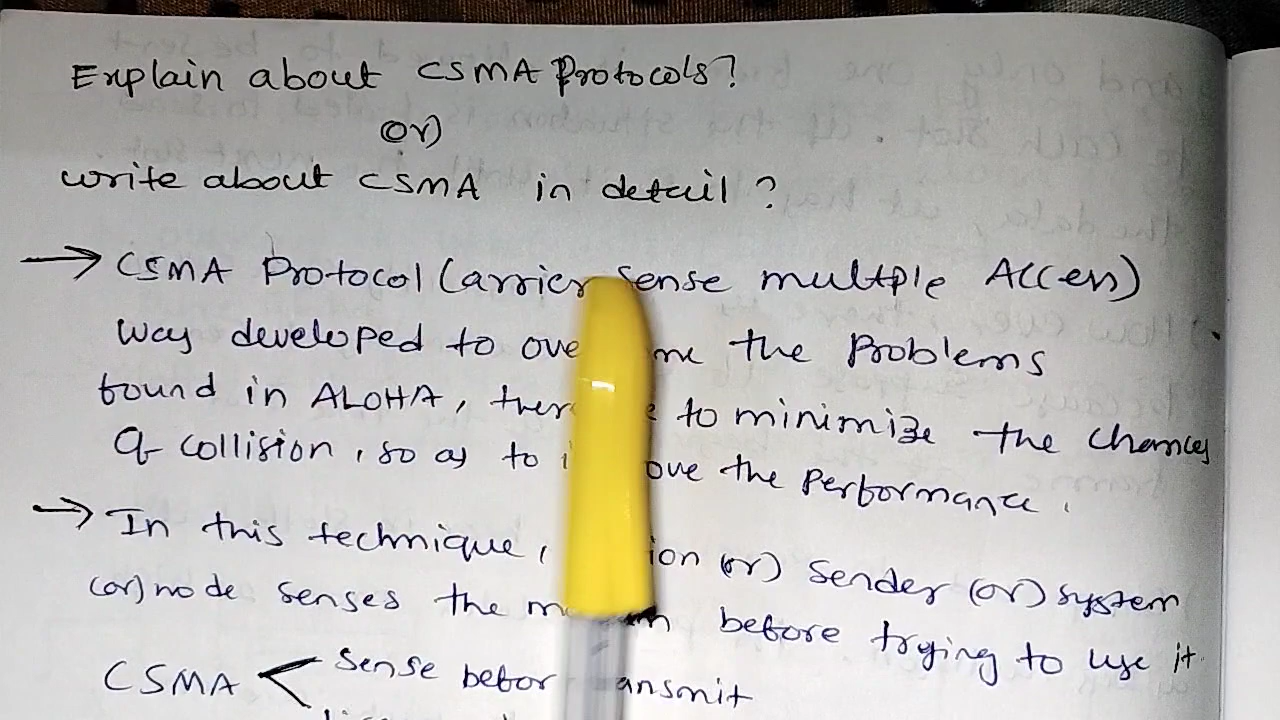 Explain about CSMA Protocols?
(or)
write about CSMA in detail?
→ CSMA Protocol (Carrier Sense multiple Access)
was developed to ove me the Problems
found in ALOHA, ther e to minimize the chances
of collision, so as to i ove the Performance.
→ In this technique, ion (or) Sender (or) system
(or) node senses the m m before trying to use it.
CSMA Sense befor ansmit